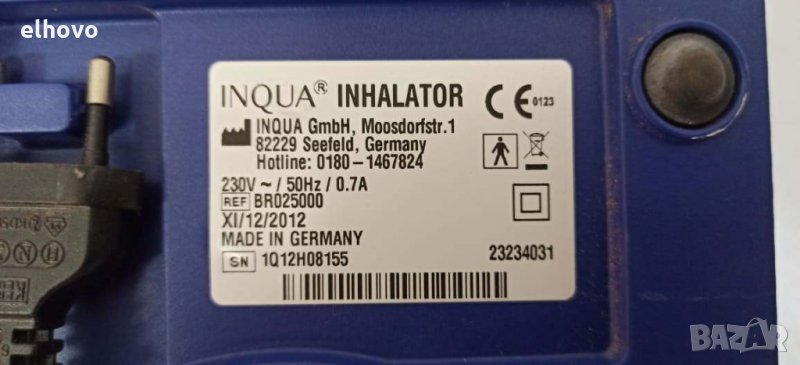 elhovo
INQUA® INHALATOR
CE 0123
INQUA GmbH, Moosdorfstr.1
82229 Seefeld, Germany
Hotline: 0180-1467824
230V ~ / 50Hz / 0.7A
REF BR025000
XI/12/2012
MADE IN GERMANY
SN 1Q12H08155
23234031
BAZAR